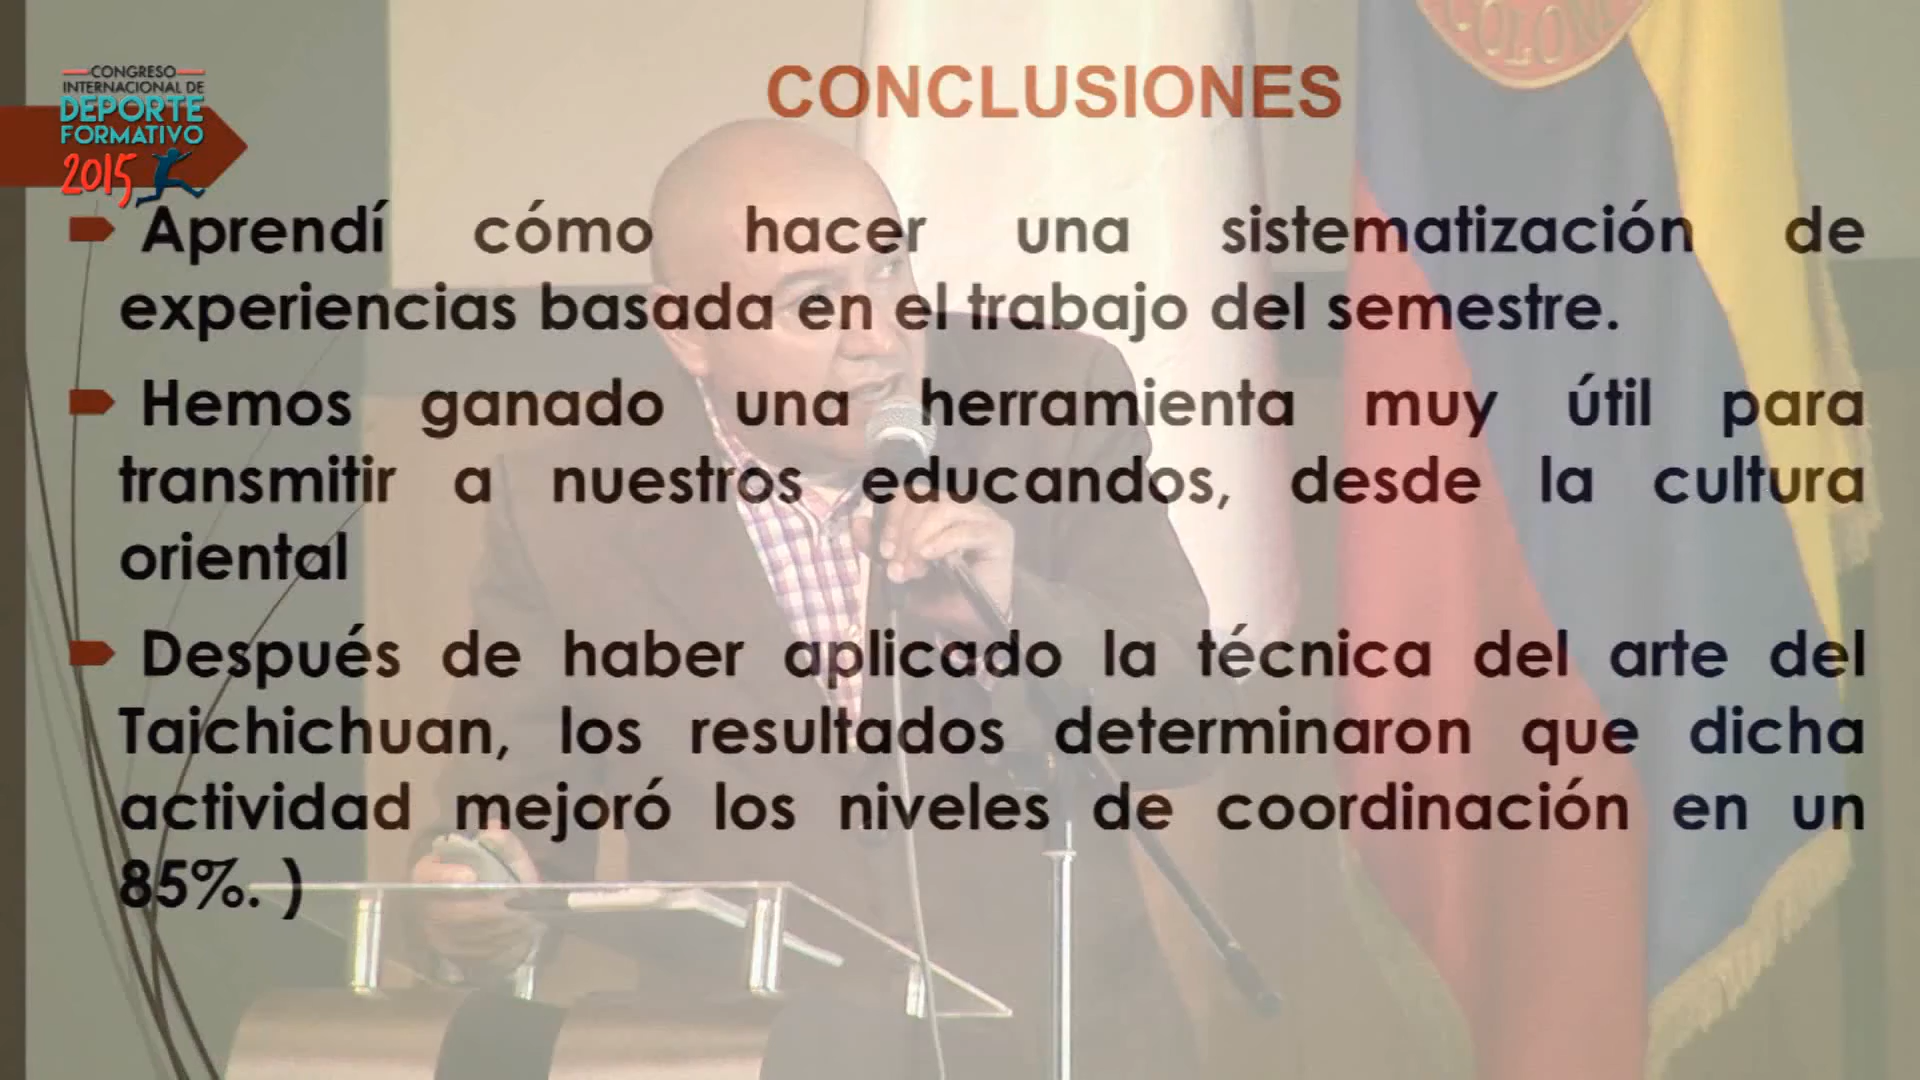 CONGRESO
INTERNACIONAL DE
DEPORTE
FORMATIVO
2015
CONCLUSIONES
Aprendí cómo hacer una sistematización de
experiencias basada en el trabajo del semestre.
Hemos ganado una herramienta muy útil para
transmitir a nuestros educandos, desde la cultura
oriental
Después de haber aplicado la técnica del arte del
Taichichuan, los resultados determinaron que dicha
actividad mejoró los niveles de coordinación en un
85%. )